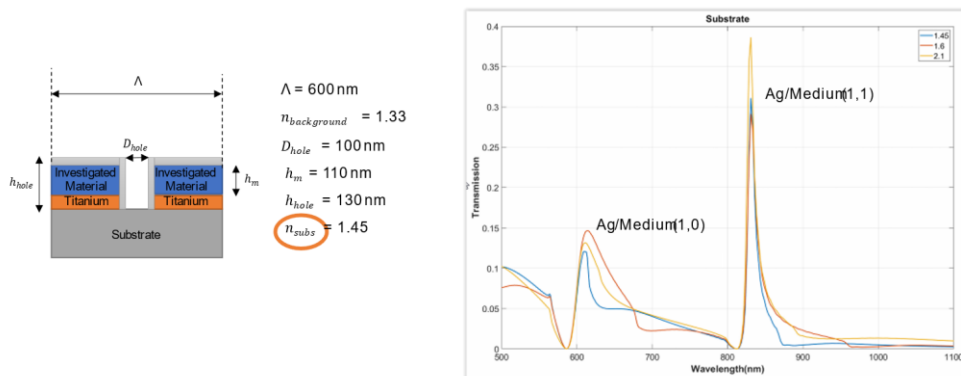 Λ
D_hole
h_hole
Investigated Material
Investigated Material
h_m
Titanium
Titanium
Substrate
Λ = 600 nm
n_background = 1.33
D_hole = 100 nm
h_m = 110 nm
h_hole = 130 nm
n_subs = 1.45
Substrate
1.45
1.6
2.1
Ag/Medium(1,1)
Ag/Medium(1,0)
Transmission
0.4
0.35
0.3
0.25
0.2
0.15
0.1
0.05
0
500
600
700
800
900
1000
1100
Wavelength(nm)